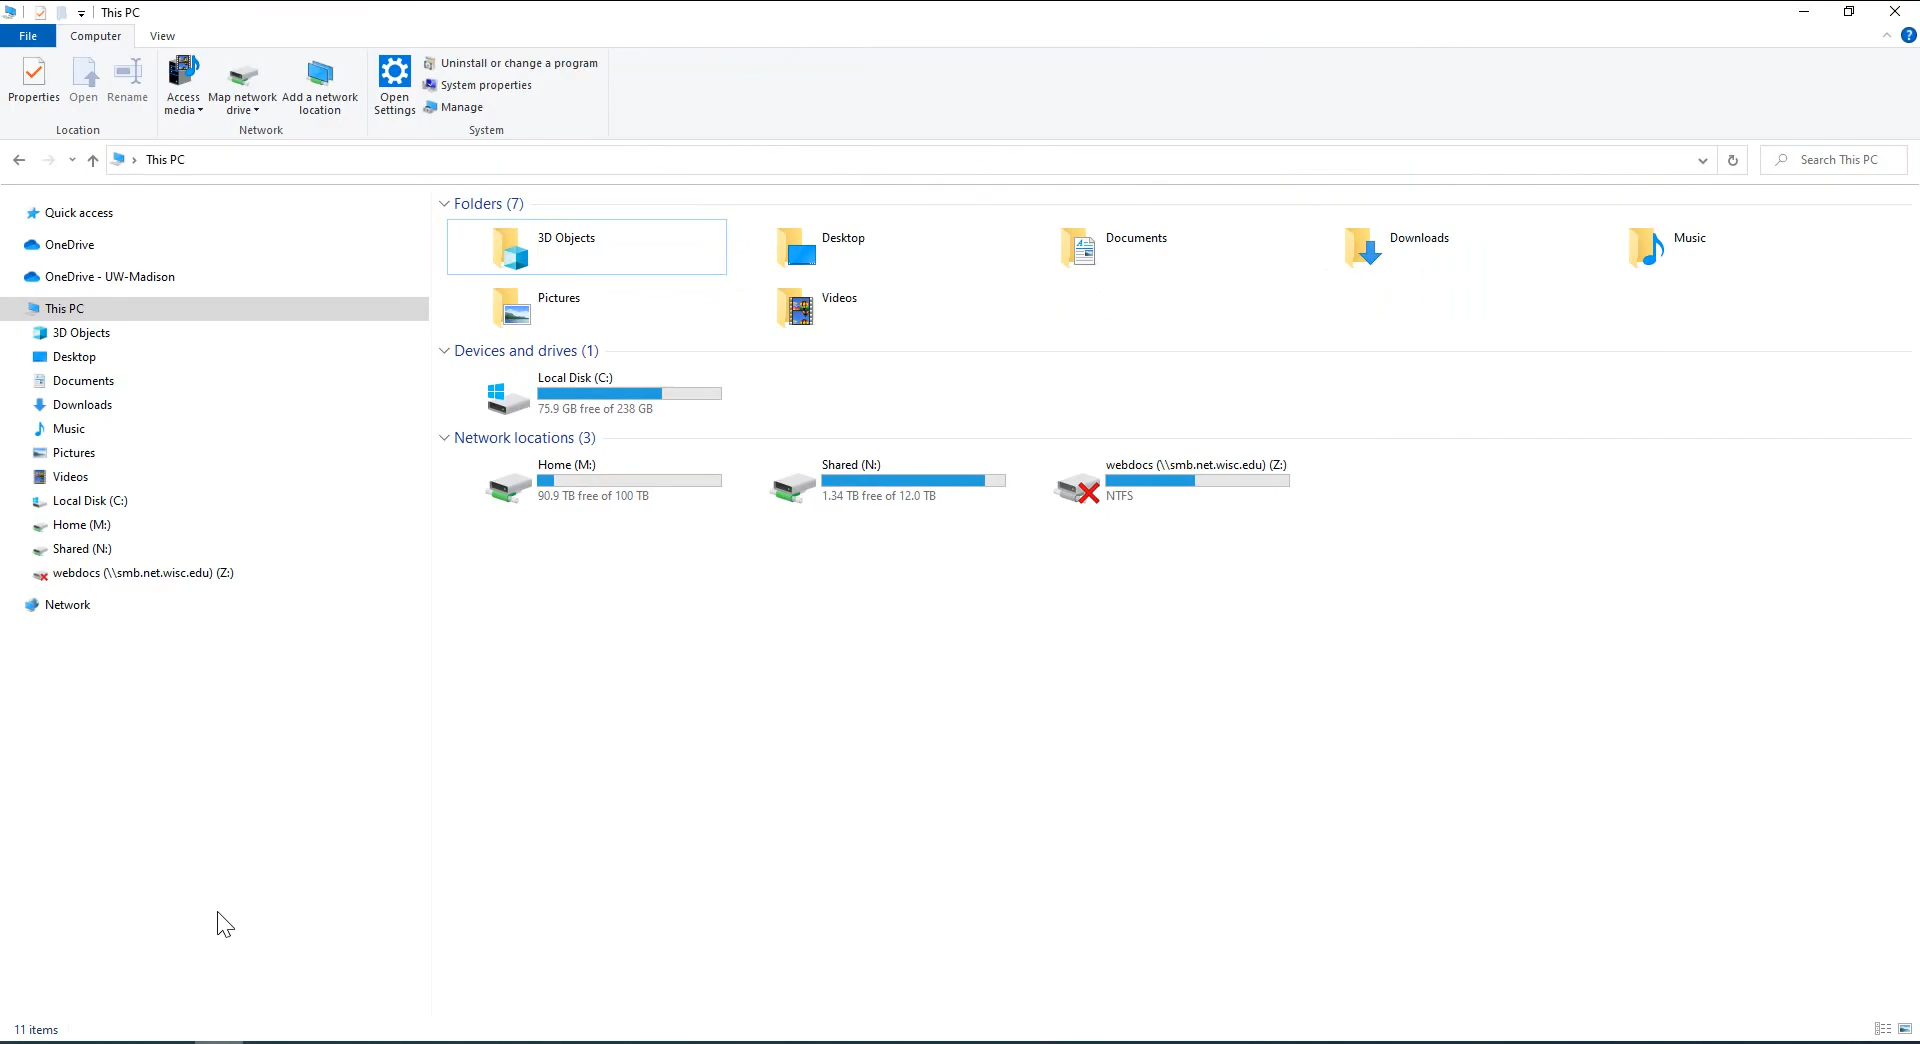 This PC
File
Computer
View
Properties
Open
Rename
Access media
Map network drive
Add a network location
Open Settings
Uninstall or change a program
System properties
Manage
Location
Network
System
This PC
Search This PC
Quick access
OneDrive
OneDrive - UW-Madison
This PC
3D Objects
Desktop
Documents
Downloads
Music
Pictures
Videos
Local Disk (C:)
Home (M:)
Shared (N:)
webdocs (\\smb.net.wisc.edu) (Z:)
Network
Folders (7)
3D Objects
Desktop
Documents
Downloads
Music
Pictures
Videos
Devices and drives (1)
Local Disk (C:)
75.9 GB free of 238 GB
Network locations (3)
Home (M:)
90.9 TB free of 100 TB
Shared (N:)
1.34 TB free of 12.0 TB
webdocs (\\smb.net.wisc.edu) (Z:)
NTFS
11 items